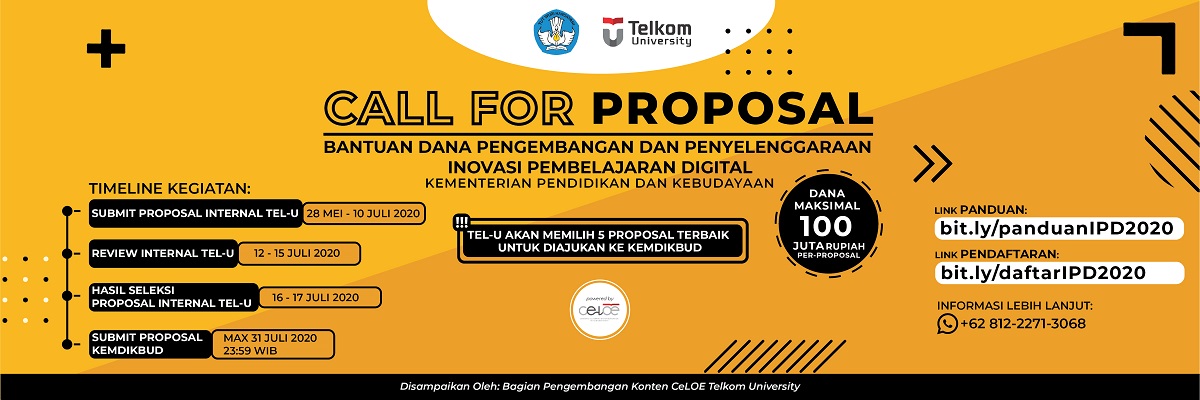 Telkom
University
CALL FOR PROPOSAL
BANTUAN DANA PENGEMBANGAN DAN PENYELENGGARAAN
INOVASI PEMBELAJARAN DIGITAL
KEMENTERIAN PENDIDIKAN DAN KEBUDAYAAN
TIMELINE KEGIATAN:
SUBMIT PROPOSAL INTERNAL TEL-U 28 MEI - 10 JULI 2020
REVIEW INTERNAL TEL-U 12 - 15 JULI 2020
HASIL SELEKSI
PROPOSAL INTERNAL TEL-U 16 - 17 JULI 2020
SUBMIT PROPOSAL
KEMDIKBUD
MAX 31 JULI 2020
23:59 WIB
!!!
TEL-U AKAN MEMILIH 5 PROPOSAL TERBAIK
UNTUK DIAJUKAN KE KEMDIKBUD
powered by:
celoe
DANA
MAKSIMAL
100
JUTA RUPIAH
PER-PROPOSAL
LINK PANDUAN:
bit.ly/panduanIPD2020
LINK PENDAFTARAN:
bit.ly/daftarIPD2020
INFORMASI LEBIH LANJUT:
+62 812-2271-3068
Disampaikan Oleh: Bagian Pengembangan Konten CeLOE Telkom University